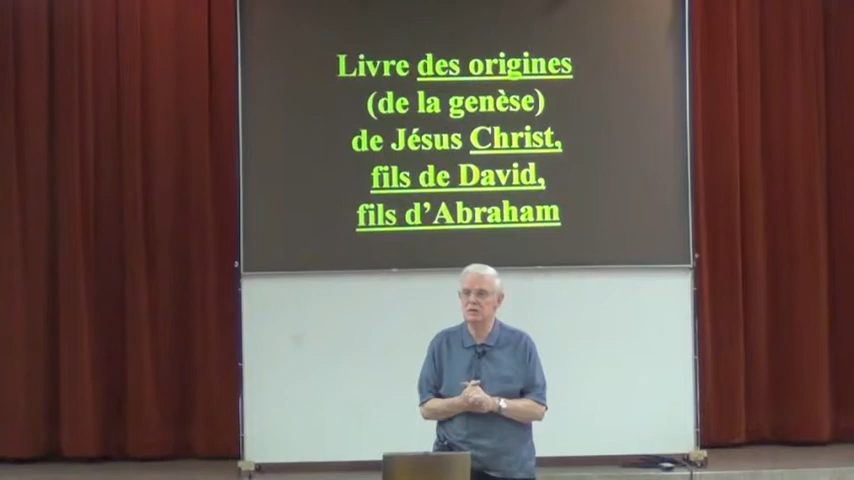 Livre des origines
(de la genèse)
de Jésus Christ,
fils de David,
fils d’Abraham